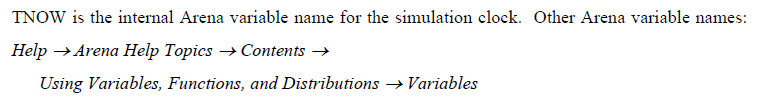 TNOW is the internal Arena variable name for the simulation clock.  Other Arena variable names:
Help → Arena Help Topics → Contents →
Using Variables, Functions, and Distributions → Variables